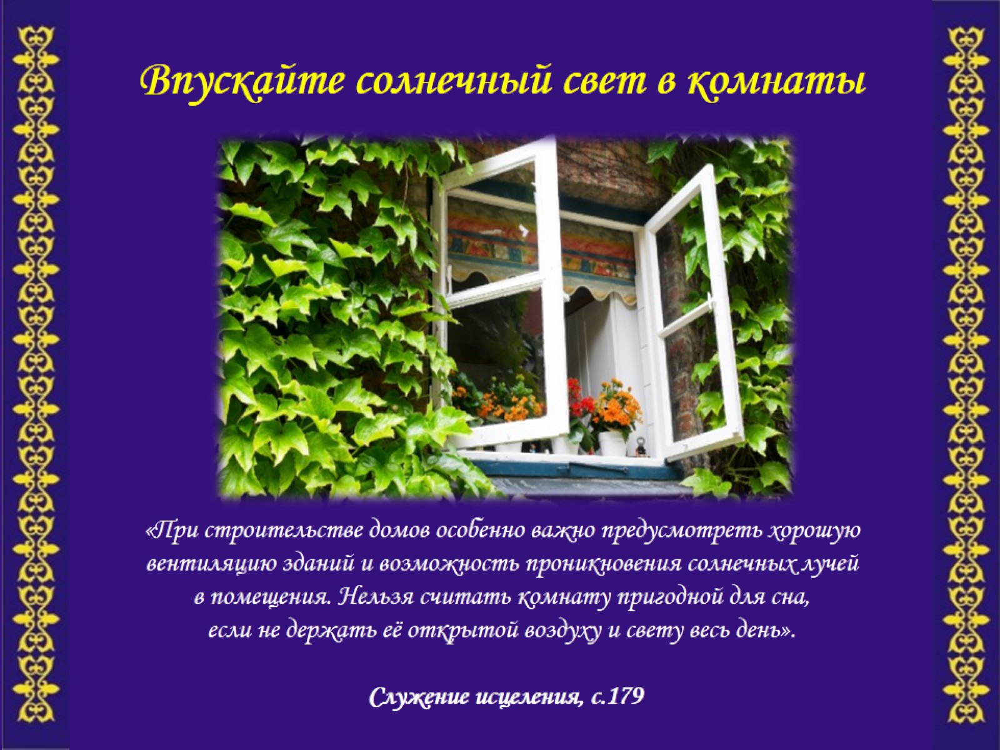 Впускайте солнечный свет в комнаты
«При строительстве домов особенно важно предусмотреть хорошую
вентиляцию зданий и возможность проникновения солнечных лучей
в помещения. Нельзя считать комнату пригодной для сна,
если не держать её открытой воздуху и свету весь день».
Служение исцеления, с.179